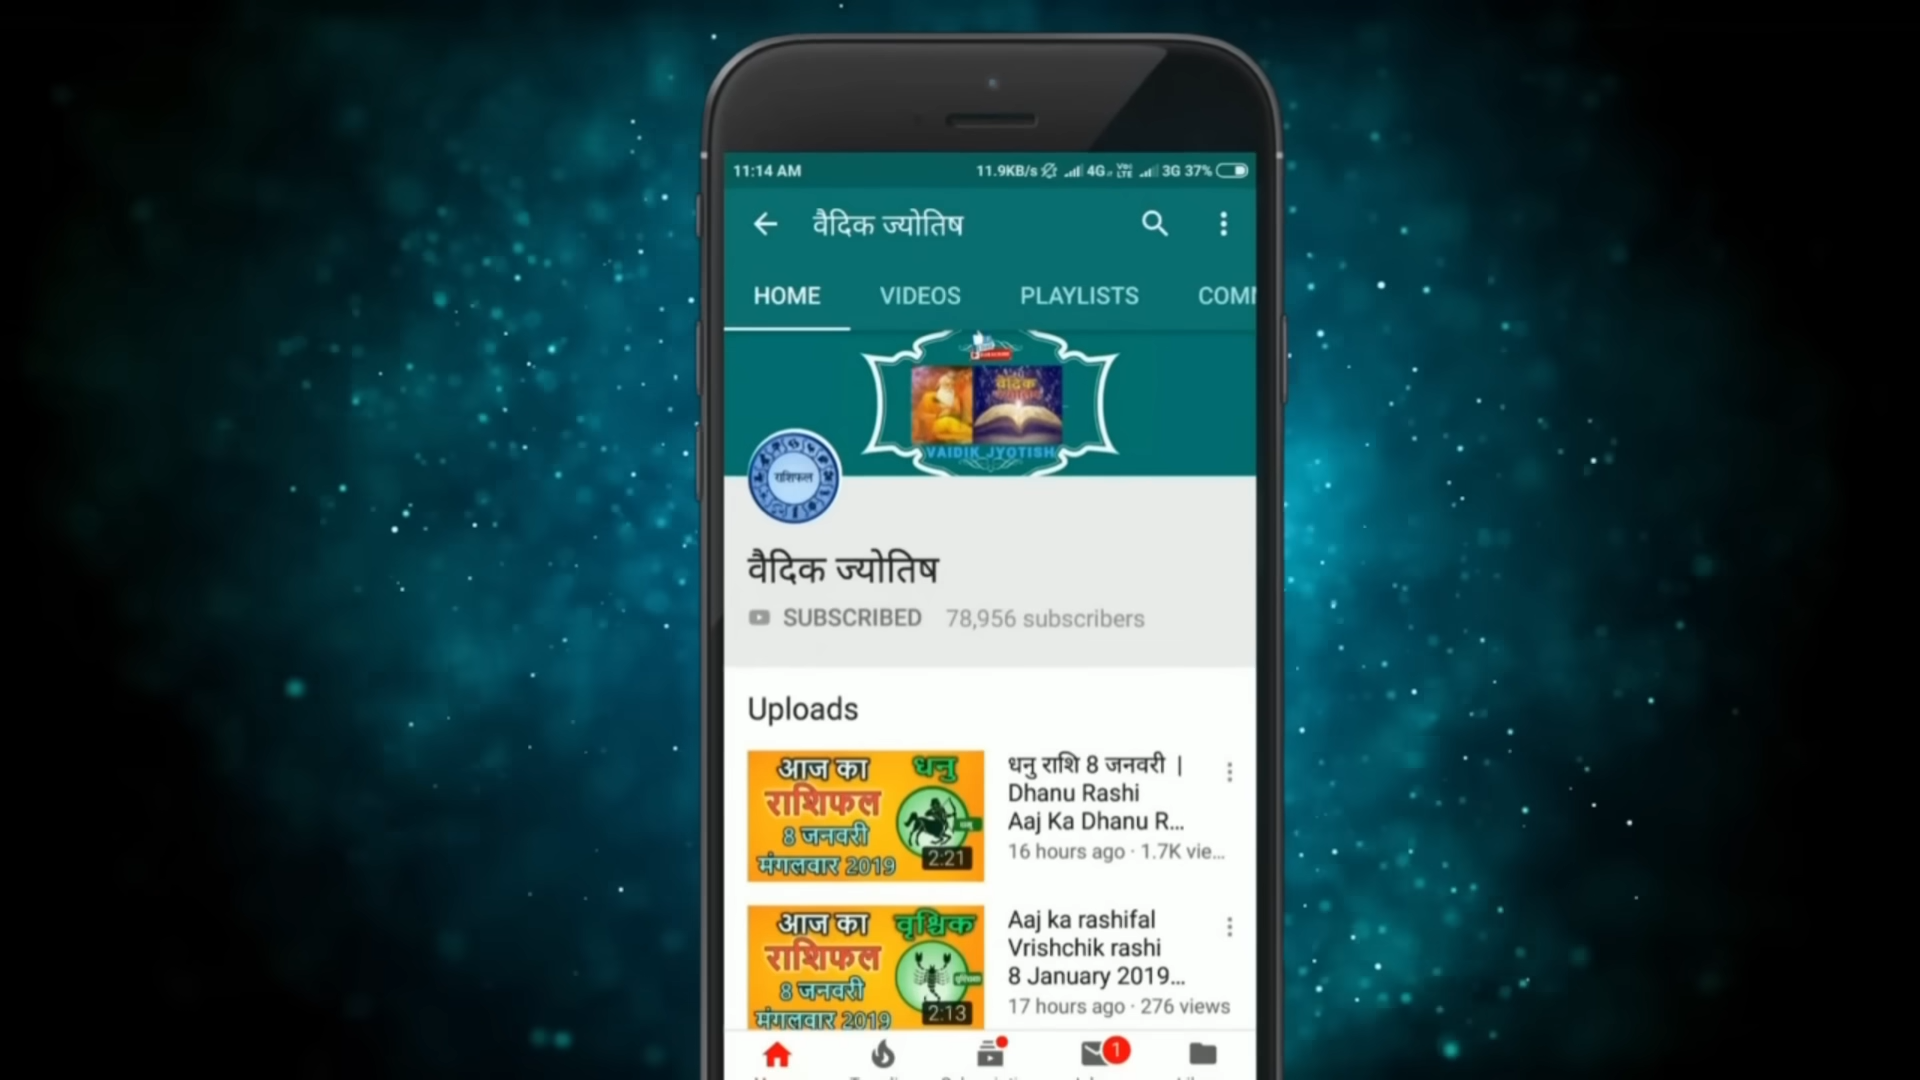 11:14 AM 11.9KB/s 4G VoLTE 3G 37%
वैदिक ज्योतिष
HOME VIDEOS PLAYLISTS COMM
वैदिक
VAIDIK JYOTISH
राशिफल
वैदिक ज्योतिष
SUBSCRIBED 78,956 subscribers
Uploads
आज का धनु
राशिफल
8 जनवरी
मंगलवार 2019
2:21
धनु राशि 8 जनवरी |
Dhanu Rashi
Aaj Ka Dhanu R...
16 hours ago · 1.7K vie...
आज का वृश्चिक
राशिफल
8 जनवरी
मंगलवार 2019
2:13
Aaj ka rashifal
Vrishchik rashi
8 January 2019...
17 hours ago · 276 views
1